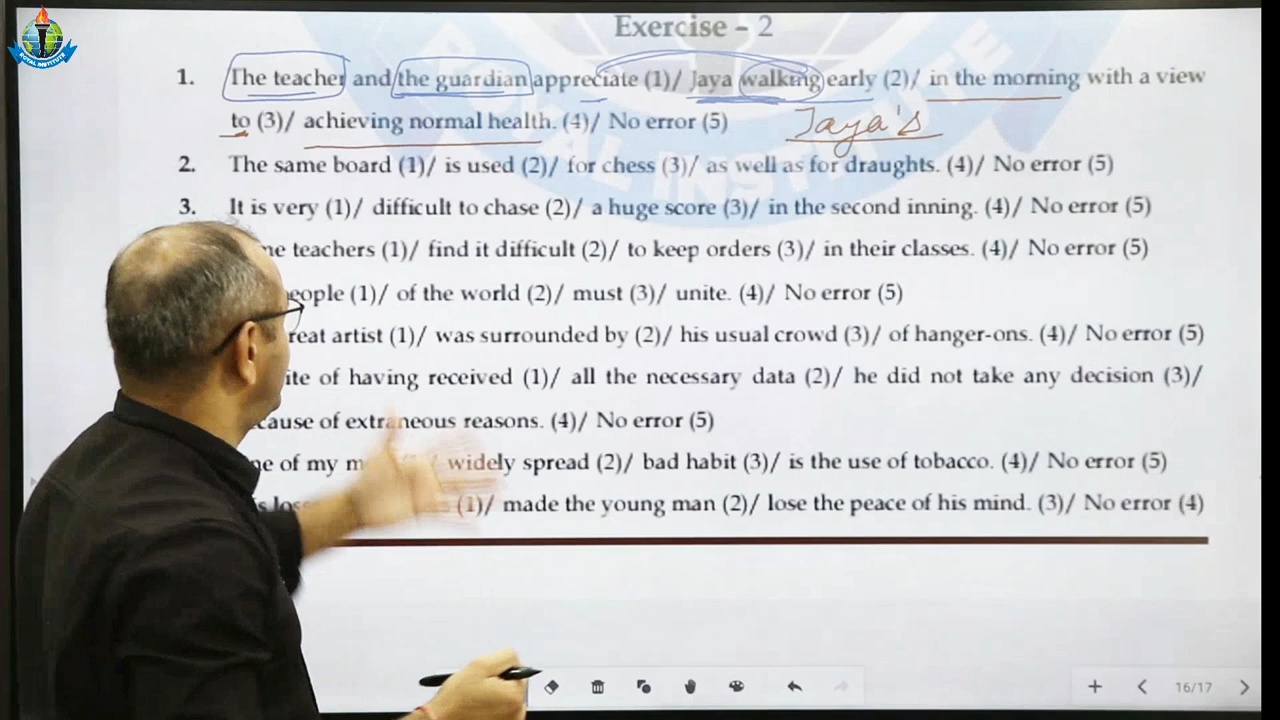 ROYAL INSTITUTE
Exercise – 2
1. The teacher and the guardian appreciate (1)/ Jaya walking early (2)/ in the morning with a view
to (3)/ achieving normal health. (4)/ No error (5) Jaya's
2. The same board (1)/ is used (2)/ for chess (3)/ as well as for draughts. (4)/ No error (5)
3. It is very (1)/ difficult to chase (2)/ a huge score (3)/ in the second inning. (4)/ No error (5)
teachers (1)/ find it difficult (2)/ to keep orders (3)/ in their classes. (4)/ No error (5)
(1)/ of the world (2)/ must (3)/ unite. (4)/ No error (5)
artist (1)/ was surrounded by (2)/ his usual crowd (3)/ of hanger-ons. (4)/ No error (5)
of having received (1)/ all the necessary data (2)/ he did not take any decision (3)/
of extraneous reasons. (4)/ No error (5)
of my widely spread (2)/ bad habit (3)/ is the use of tobacco. (4)/ No error (5)
(1)/ made the young man (2)/ lose the peace of his mind. (3)/ No error (4)
16/17